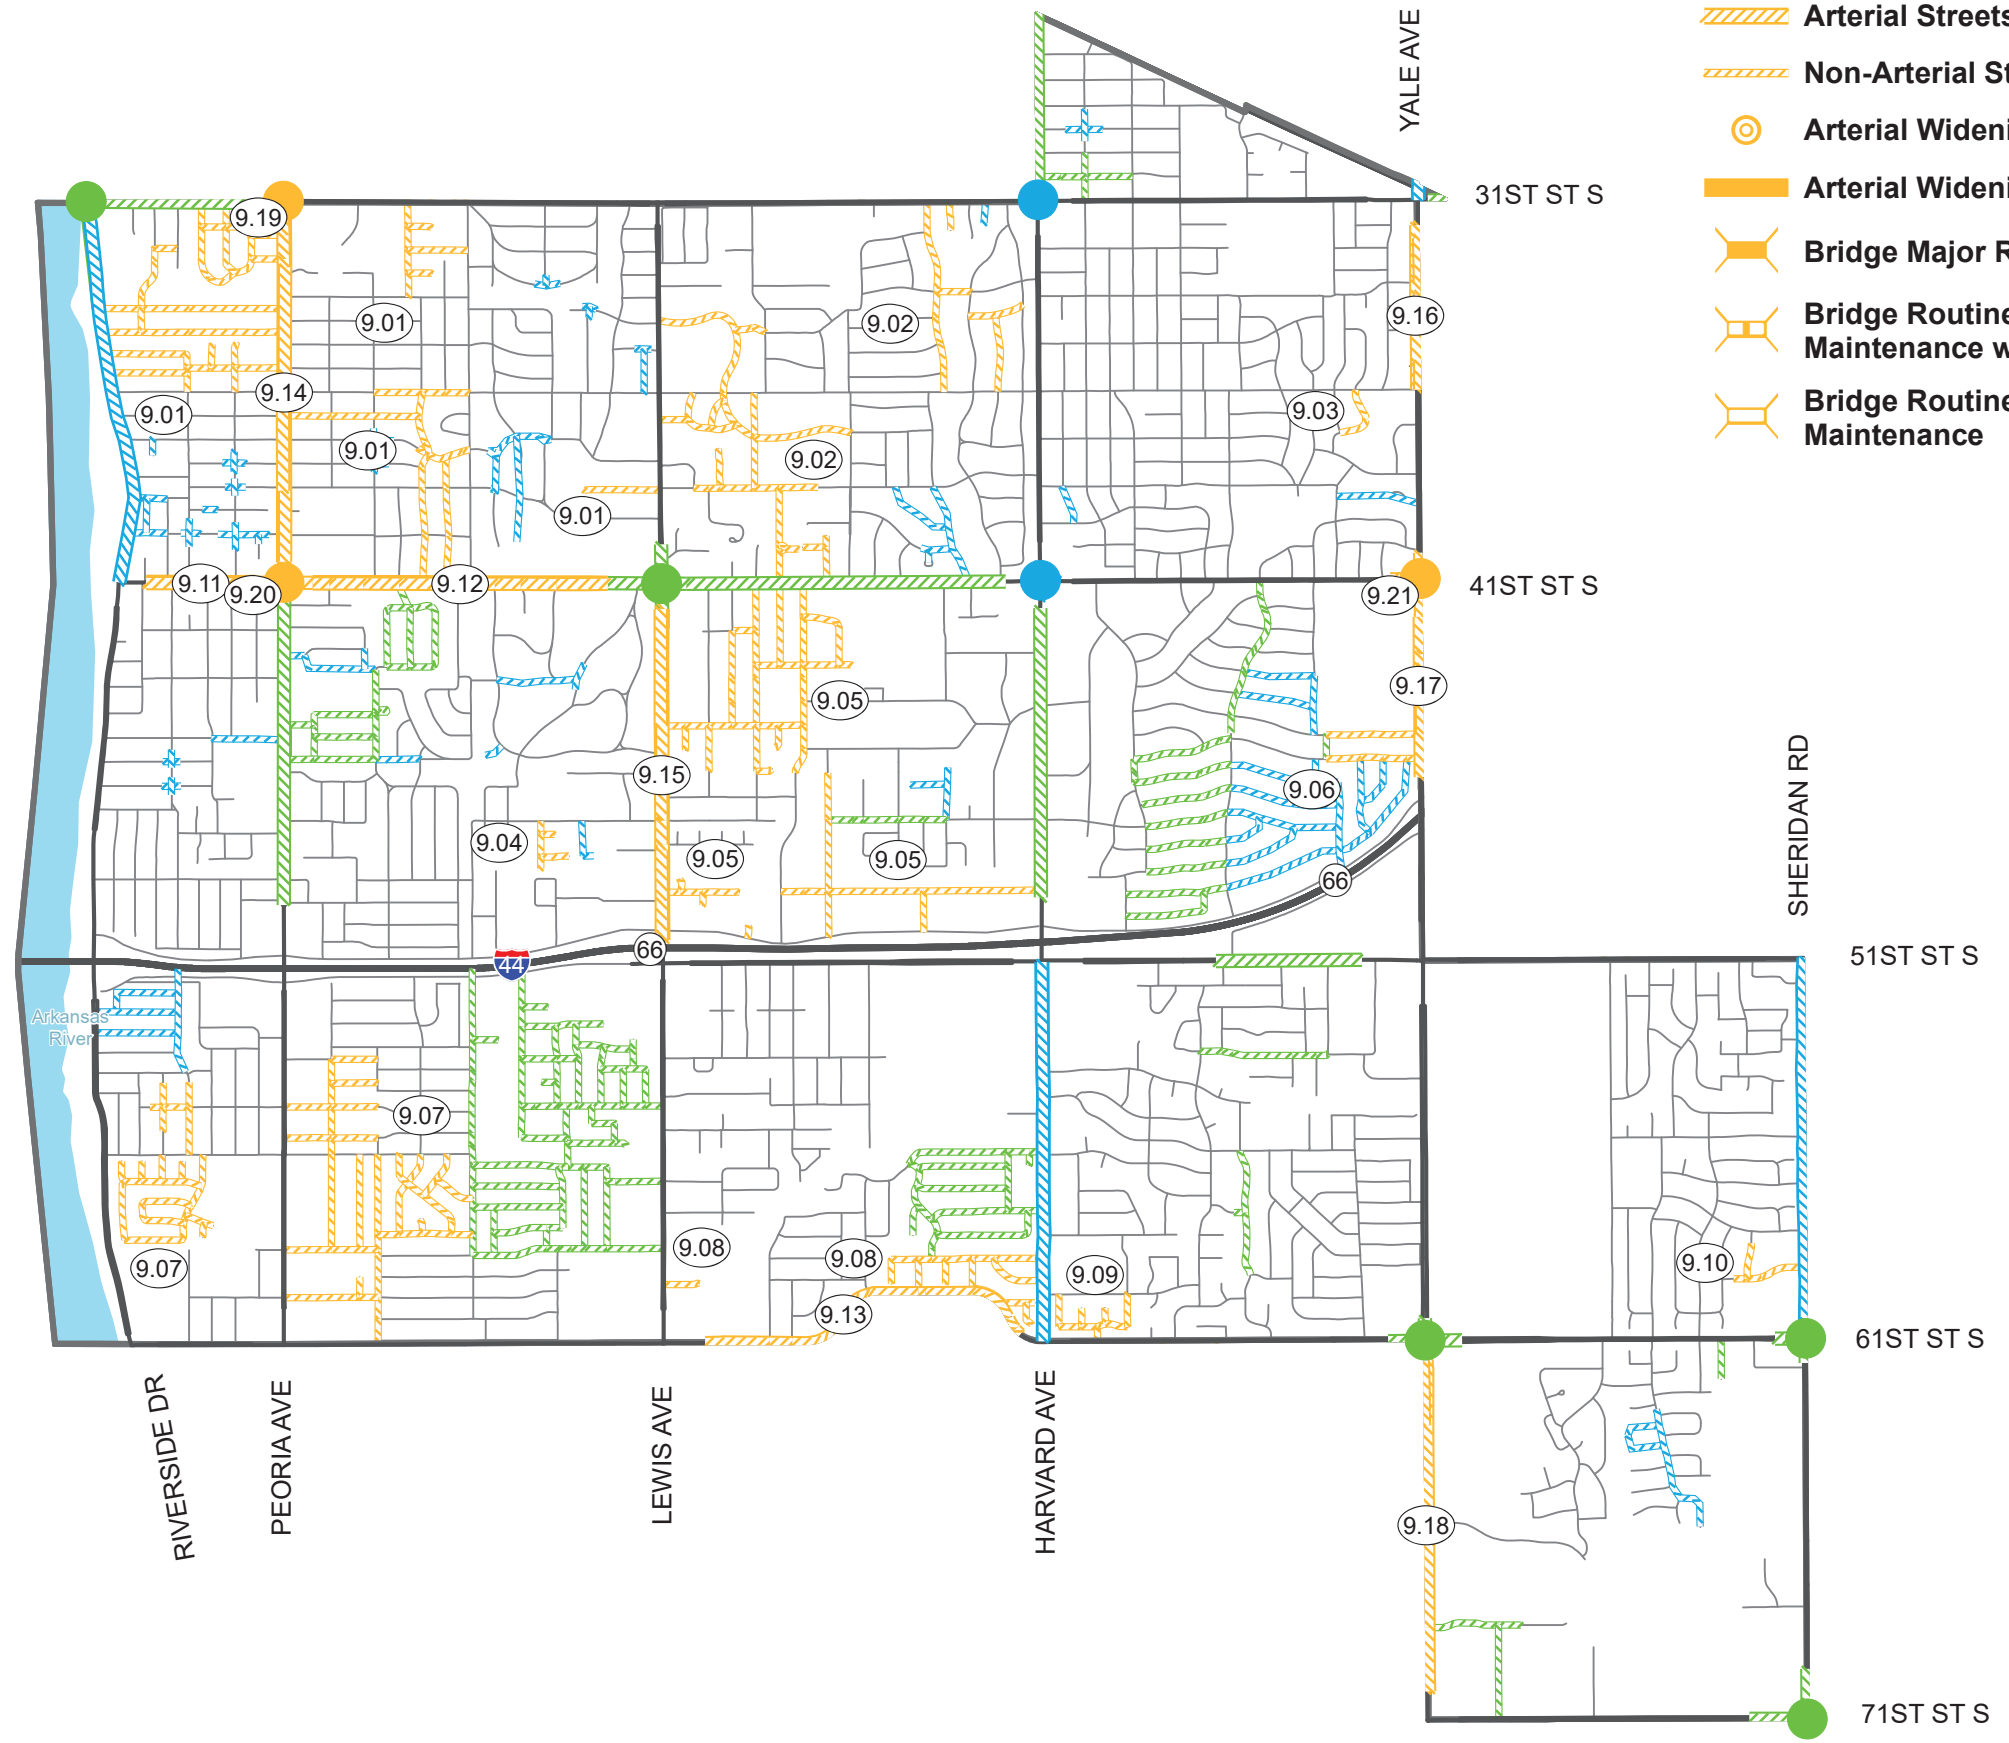 Arterial Streets
YALE AVE
Non-Arterial St
Arterial Wideni
Arterial Wideni
31ST ST S
9.19
Bridge Major R
9.01
9.02
9.16
Bridge Routine
Maintenance w
9.14
9.01
9.03
Bridge Routine
Maintenance
9.01
9.02
9.01
9.11
9.20
9.12
9.21
41ST ST S
9.05
9.17
9.15
9.06
SHERIDAN RD
9.04
9.05
9.05
66
66
44
51ST ST S
Arkansas
River
9.07
9.07
9.08
9.08
9.09
9.10
9.13
61ST ST S
RIVERSIDE DR
PEORIA AVE
LEWIS AVE
HARVARD AVE
9.18
71ST ST S